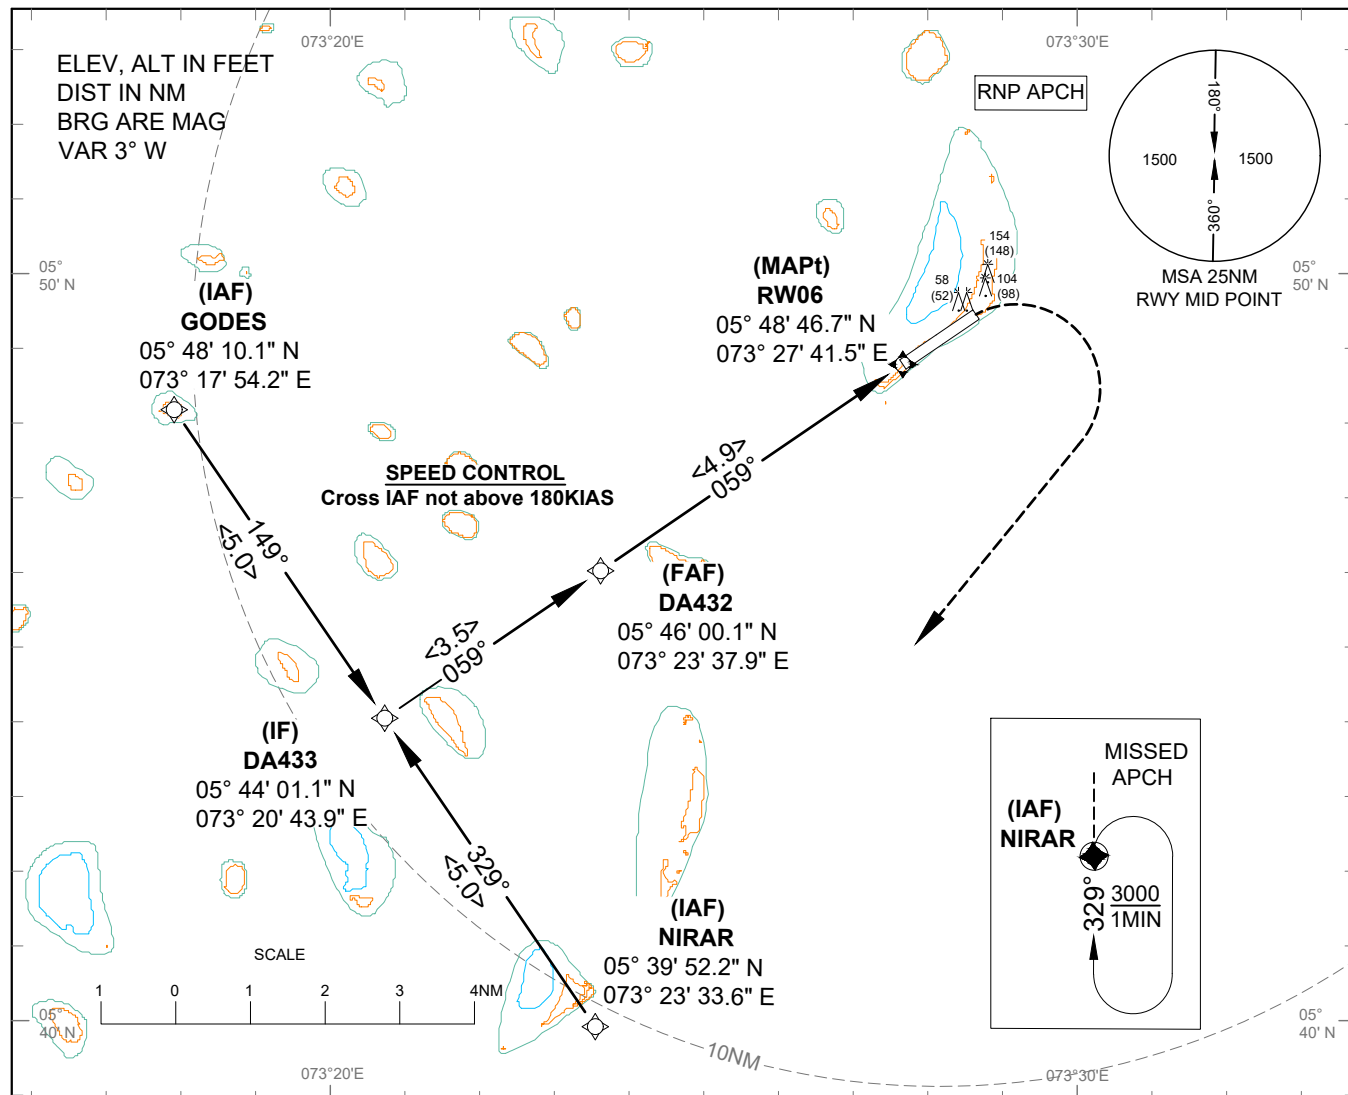 073°20'E
073°30'E
ELEV, ALT IN FEET
DIST IN NM
BRG ARE MAG
VAR 3° W
RNP APCH
180°
1500
1500
360°
MSA 25NM
RWY MID POINT
05°
50' N
05°
50' N
154
(148)
104
(98)
58
(52)
(MAPt)
RW06
05° 48' 46.7" N
073° 27' 41.5" E
(IAF)
GODES
05° 48' 10.1" N
073° 17' 54.2" E
SPEED CONTROL
Cross IAF not above 180KIAS
<4.9>
059°
149°
<5.0>
(FAF)
DA432
05° 46' 00.1" N
073° 23' 37.9" E
<3.5>
059°
(IF)
DA433
05° 44' 01.1" N
073° 20' 43.9" E
MISSED
APCH
(IAF)
NIRAR
329°
3000
1MIN
329°
<5.0>
(IAF)
NIRAR
05° 39' 52.2" N
073° 23' 33.6" E
SCALE
1 0 1 2 3 4NM
05°
40' N
05°
40' N
10NM
073°20'E
073°30'E